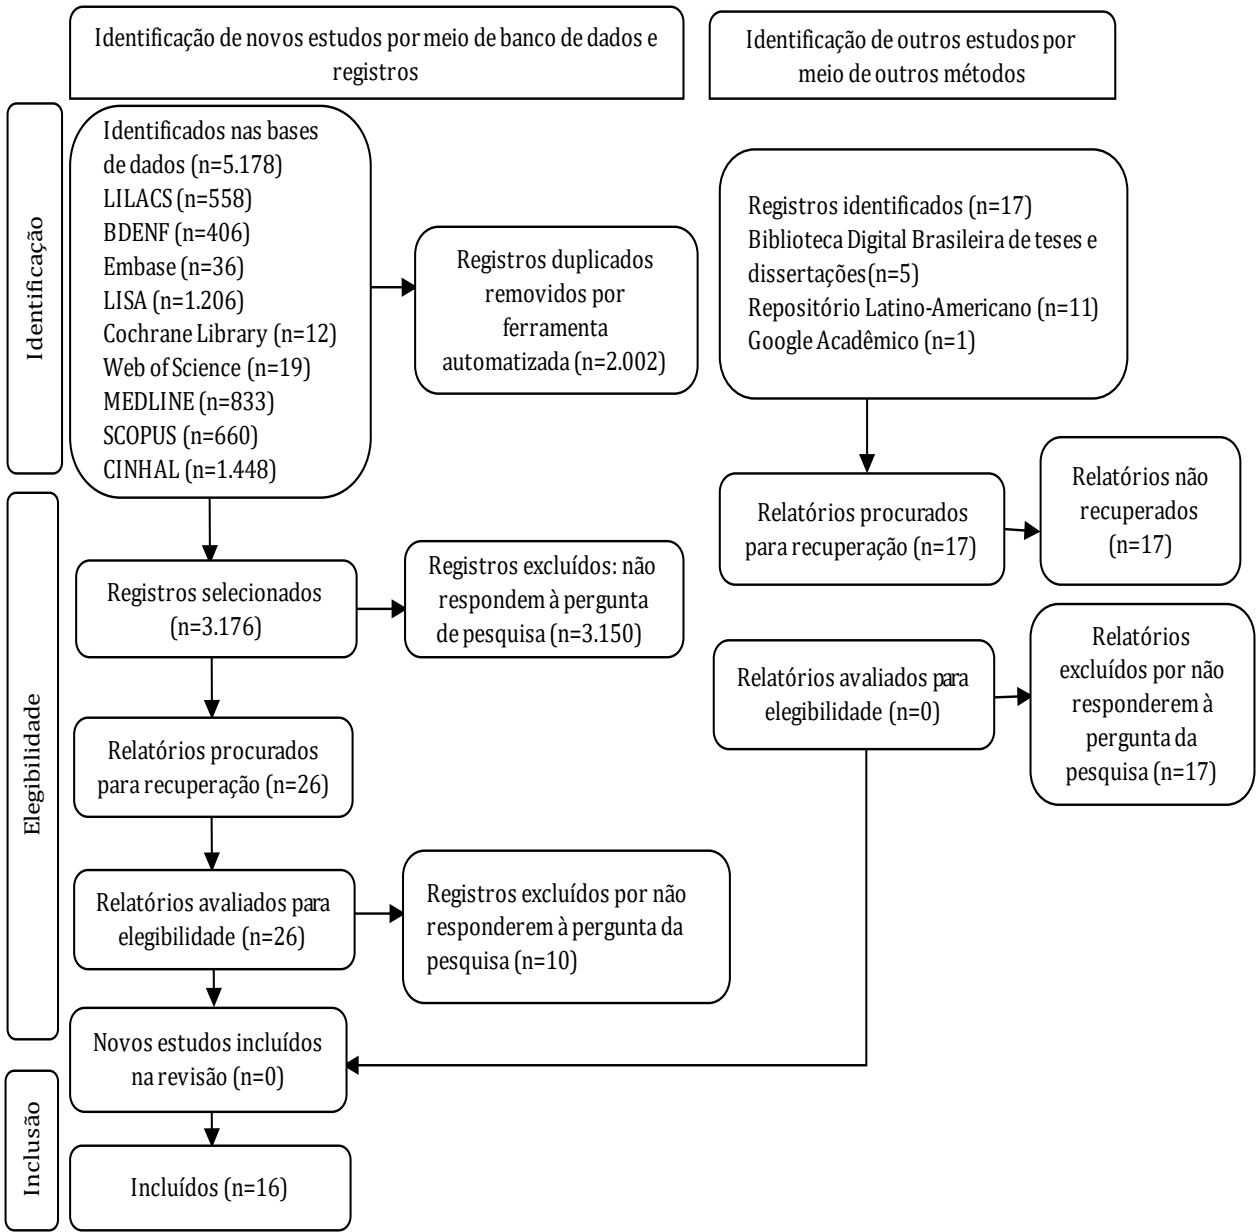 Identificação de novos estudos por meio de banco de dados e
registros
Identificação de outros estudos por
meio de outros métodos
Identificação
Identificados nas bases
de dados (n=5.178)
LILACS (n=558)
BDENF (n=406)
Embase (n=36)
LISA (n=1.206)
Cochrane Library (n=12)
Web of Science (n=19)
MEDLINE (n=833)
SCOPUS (n=660)
CINHAL (n=1.448)
Registros duplicados
removidos por
ferramenta
automatizada (n=2.002)
Registros identificados (n=17)
Biblioteca Digital Brasileira de teses e
dissertações(n=5)
Repositório Latino-Americano (n=11)
Google Acadêmico (n=1)
Relatórios procurados
para recuperação (n=17)
Relatórios não
recuperados
(n=17)
Elegibilidade
Registros selecionados
(n=3.176)
Registros excluídos: não
respondem à pergunta
de pesquisa (n=3.150)
Relatórios avaliados para
elegibilidade (n=0)
Relatórios
excluídos por não
responderem à
pergunta da
pesquisa (n=17)
Relatórios procurados
para recuperação (n=26)
Relatórios avaliados para
elegibilidade (n=26)
Registros excluídos por não
responderem à pergunta da
pesquisa (n=10)
Novos estudos incluídos
na revisão (n=0)
Inclusão
Incluídos (n=16)